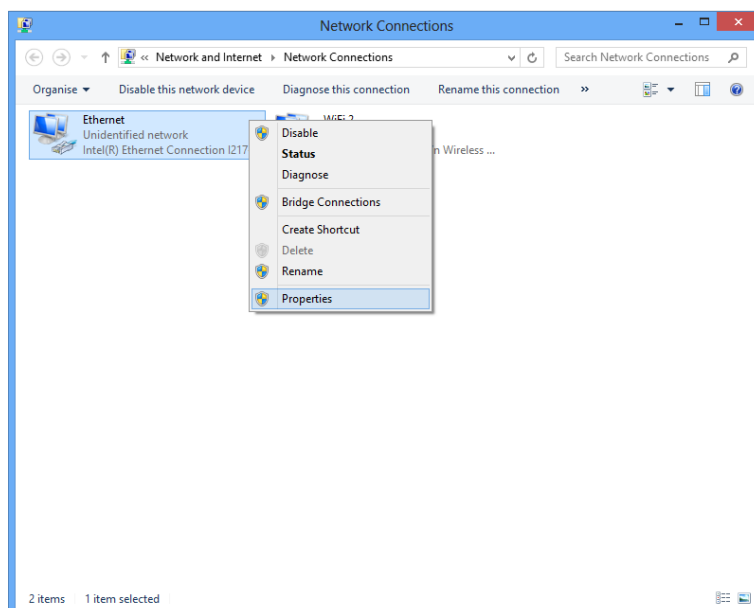 Network Connections
« Network and Internet Network Connections
Search Network Connections
Organise Disable this network device Diagnose this connection Rename this connection »
Ethernet
Unidentified network
Intel(R) Ethernet Connection I217
WiFi 2
Wireless ...
Disable
Status
Diagnose
Bridge Connections
Create Shortcut
Delete
Rename
Properties
2 items 1 item selected